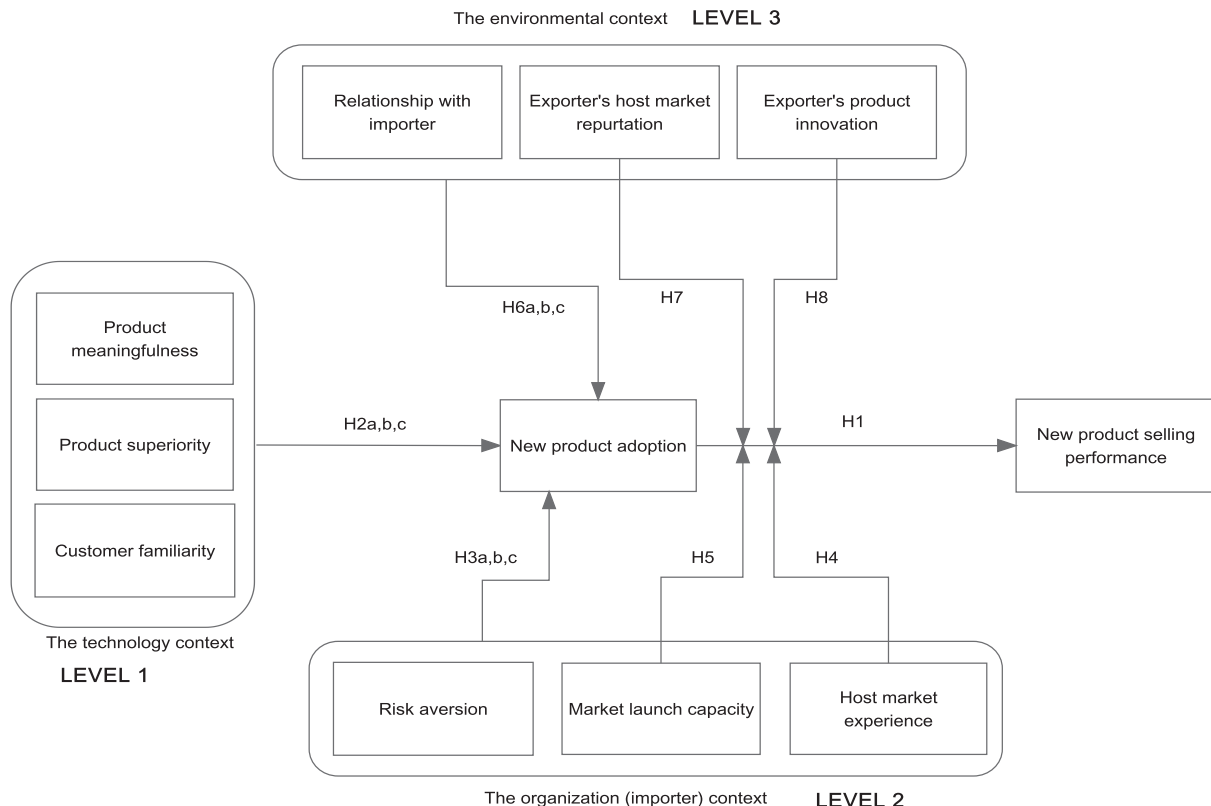 The environmental context LEVEL 3
Relationship with
importer
Exporter's host market
repurtation
Exporter's product
innovation
H6a,b,c
H7
H8
Product
meaningfulness
Product superiority
Customer familiarity
The technology context
LEVEL 1
H2a,b,c
New product adoption
H1
New product selling
performance
H3a,b,c
H5
H4
Risk aversion
Market launch capacity
Host market
experience
The organization (importer) context LEVEL 2